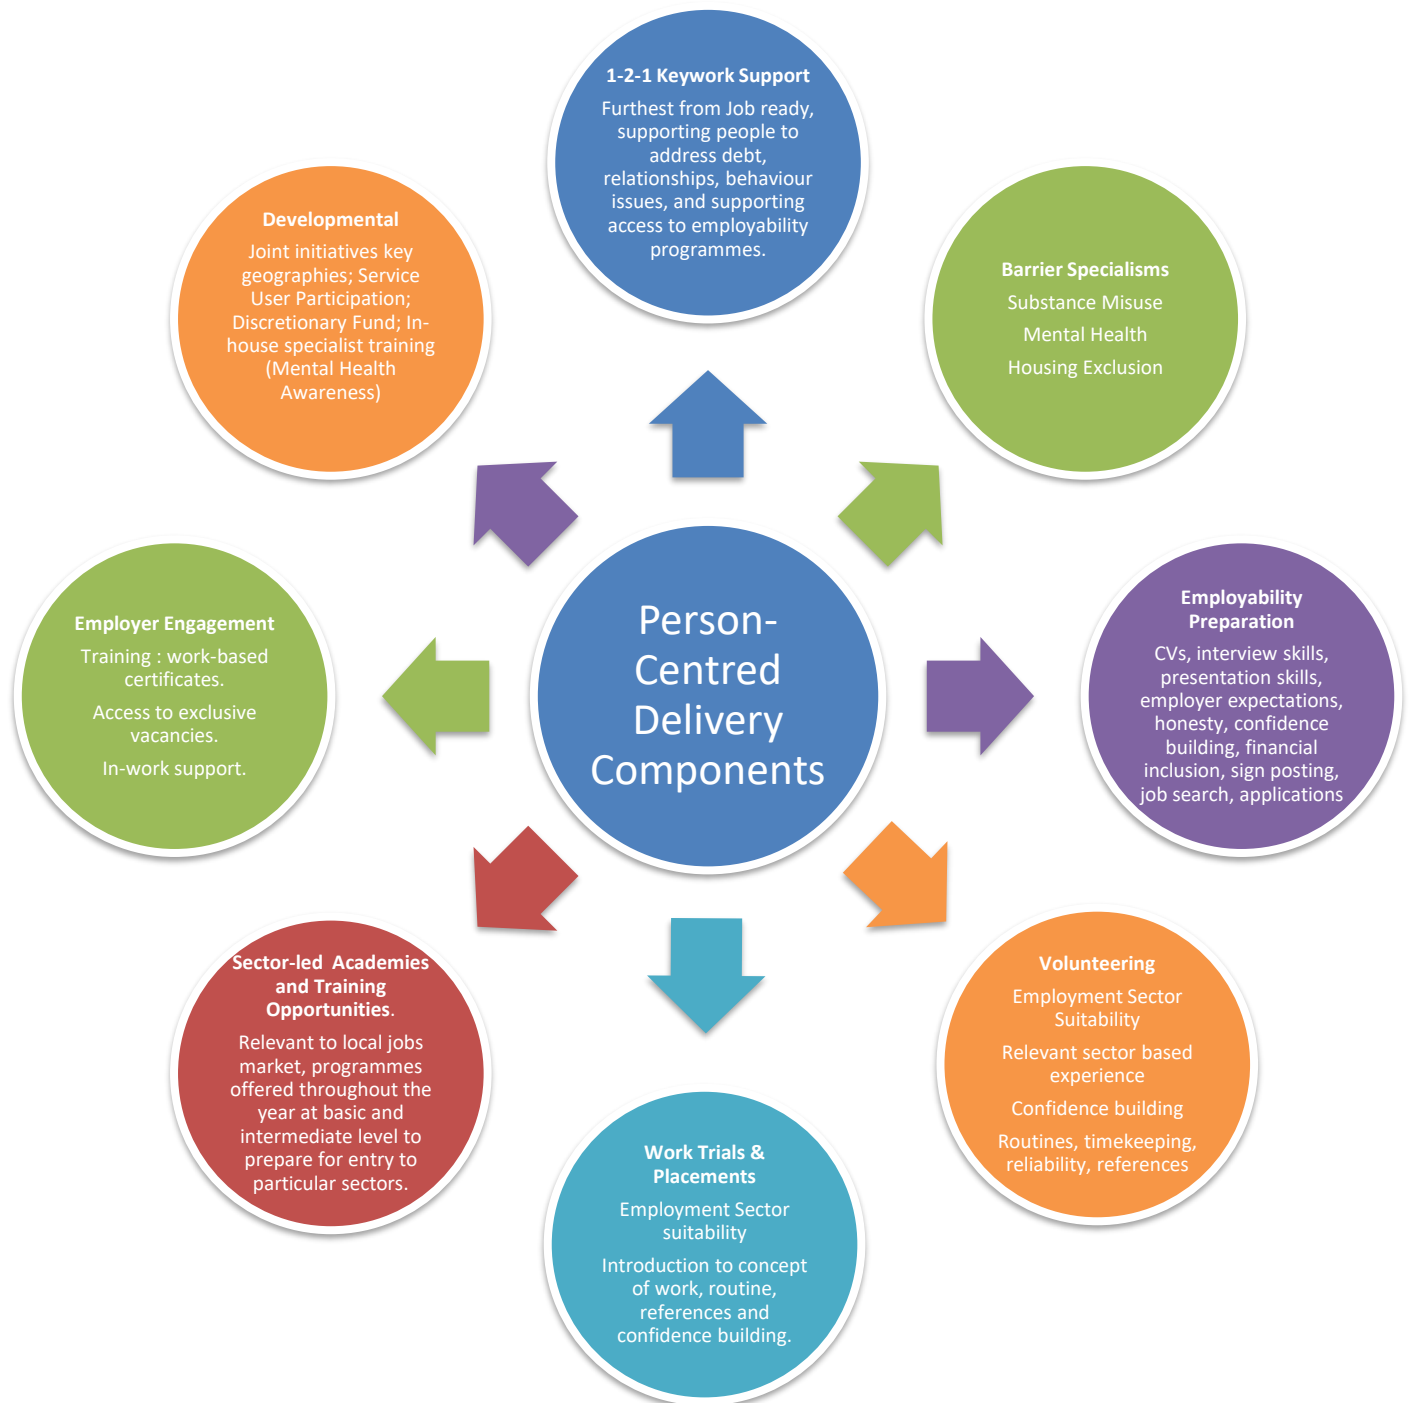 1-2-1 Keywork Support
Furthest from Job ready,
supporting people to
address debt,
relationships, behaviour
issues, and supporting
access to employability
programmes.
Barrier Specialisms
Substance Misuse
Mental Health
Housing Exclusion
Employability
Preparation
CVs, interview skills,
presentation skills,
employer expectations,
honesty, confidence
building, financial
inclusion, sign posting,
job search, applications
Volunteering
Employment Sector
Suitability
Relevant sector based
experience
Confidence building
Routines, timekeeping,
reliability, references
Work Trials &
Placements
Employment Sector
suitability
Introduction to concept
of work, routine,
references and
confidence building.
Sector-led Academies
and Training
Opportunities.
Relevant to local jobs
market, programmes
offered throughout the
year at basic and
intermediate level to
prepare for entry to
particular sectors.
Employer Engagement
Training : work-based
certificates.
Access to exclusive
vacancies.
In-work support.
Developmental
Joint initiatives key
geographies; Service
User Participation;
Discretionary Fund; In-
house specialist training
(Mental Health
Awareness)
Person-
Centred
Delivery
Components